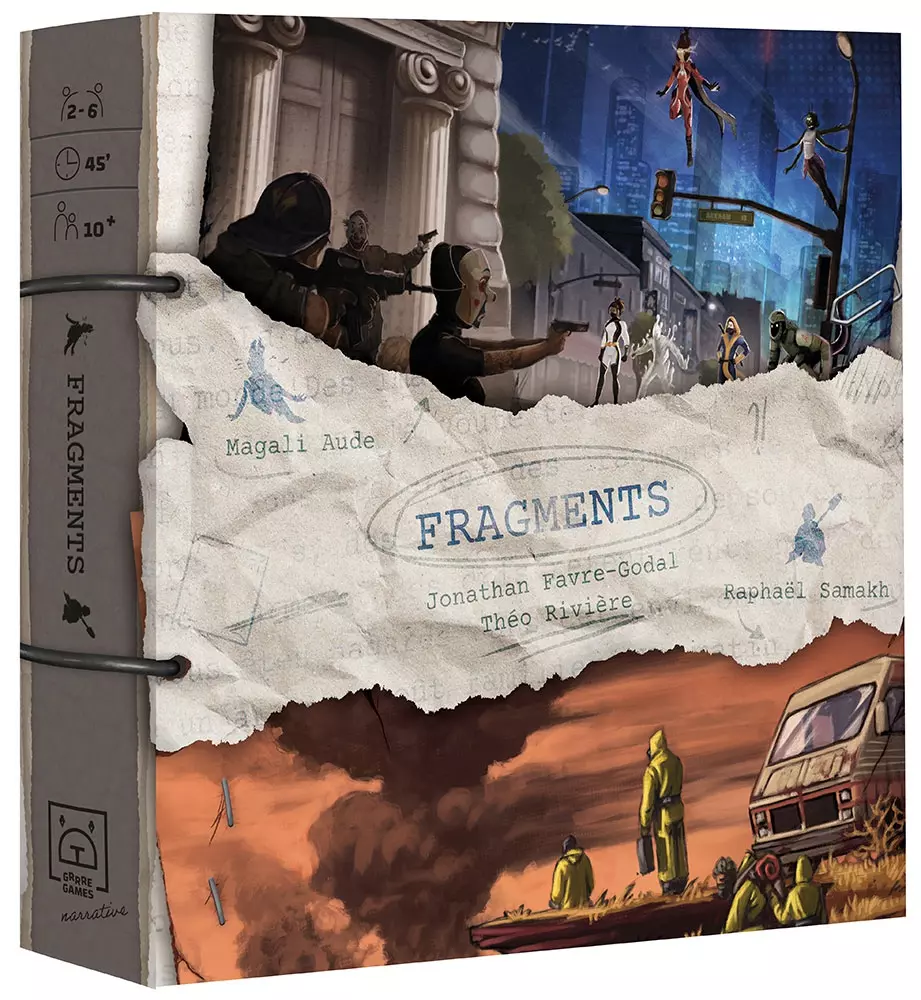 2-6
45'
10+
FRAGMENTS
GRRRE
GAMES
narrative
Magali Aude
FRAGMENTS
Jonathan Favre-Godal
Théo Rivière
Raphaël Samakh